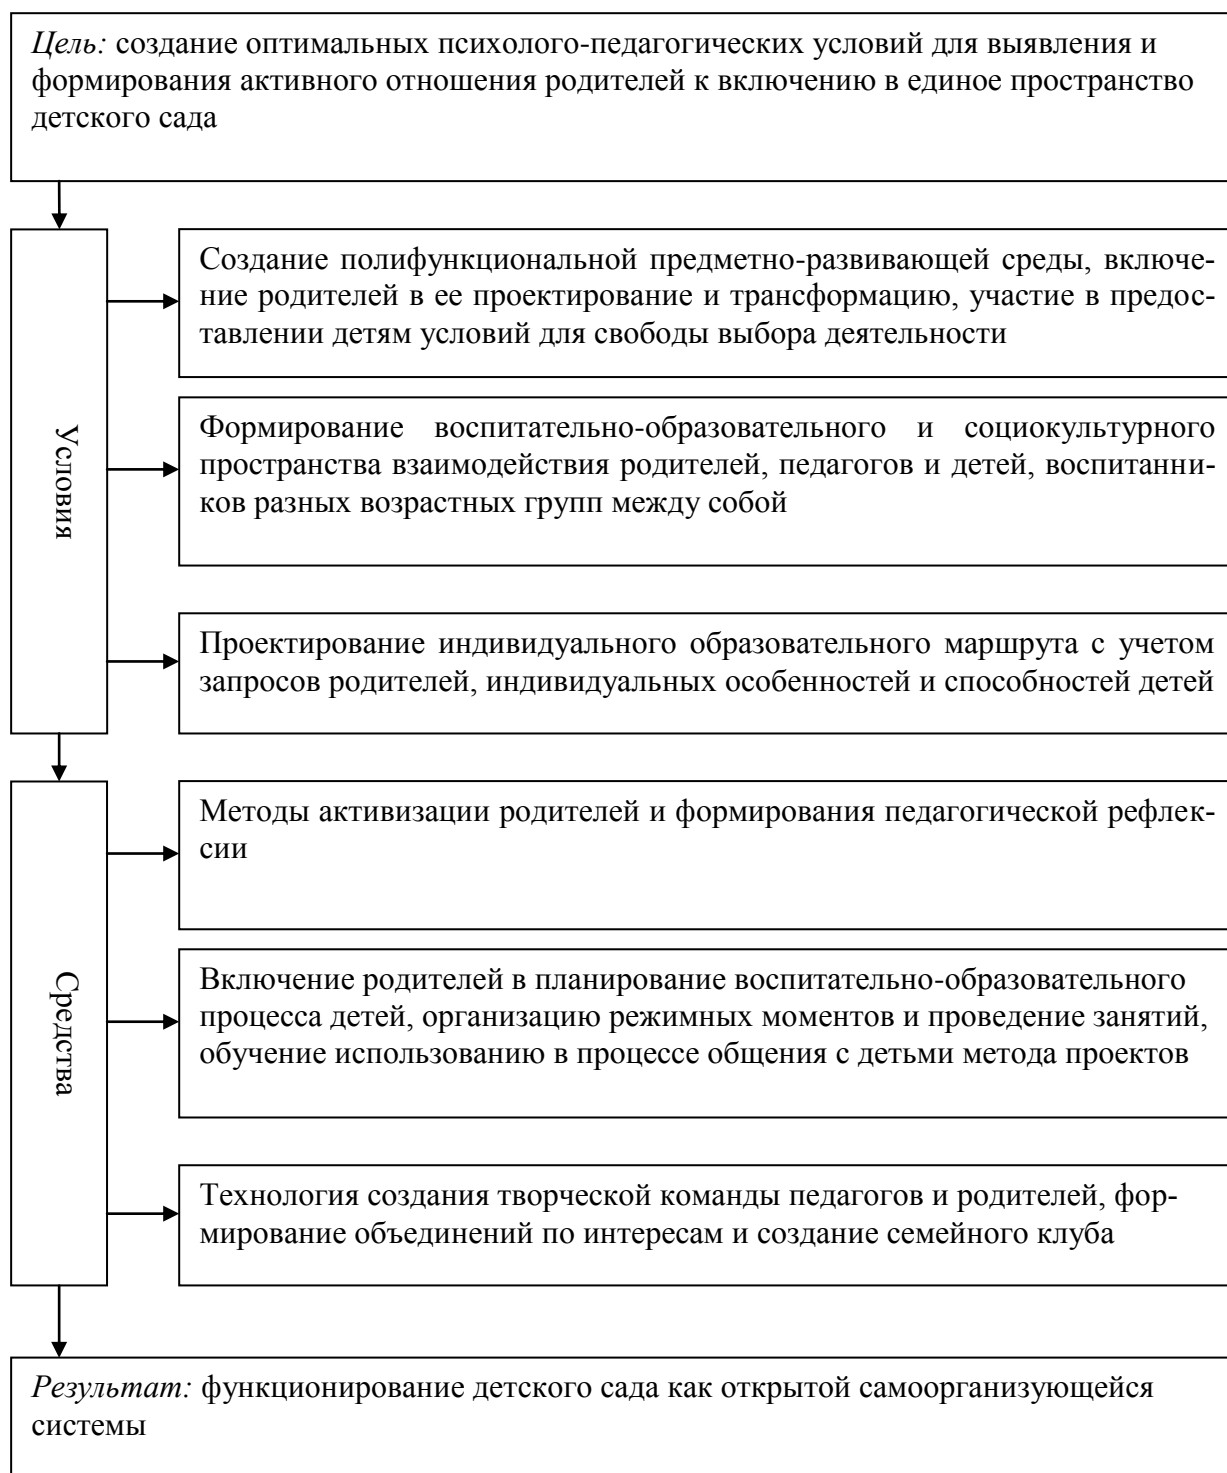 Цель: создание оптимальных психолого-педагогических условий для выявления и
формирования активного отношения родителей к включению в единое пространство
детского сада
Условия
Создание полифункциональной предметно-развивающей среды, включе-
ние родителей в ее проектирование и трансформацию, участие в предос-
тавлении детям условий для свободы выбора деятельности
Формирование воспитательно-образовательного и социокультурного
пространства взаимодействия родителей, педагогов и детей, воспитанни-
ков разных возрастных групп между собой
Проектирование индивидуального образовательного маршрута с учетом
запросов родителей, индивидуальных особенностей и способностей детей
Средства
Методы активизации родителей и формирования педагогической рефлек-
сии
Включение родителей в планирование воспитательно-образовательного
процесса детей, организацию режимных моментов и проведение занятий,
обучение использованию в процессе общения с детьми метода проектов
Технология создания творческой команды педагогов и родителей, фор-
мирование объединений по интересам и создание семейного клуба
Результат: функционирование детского сада как открытой самоорганизующейся
системы